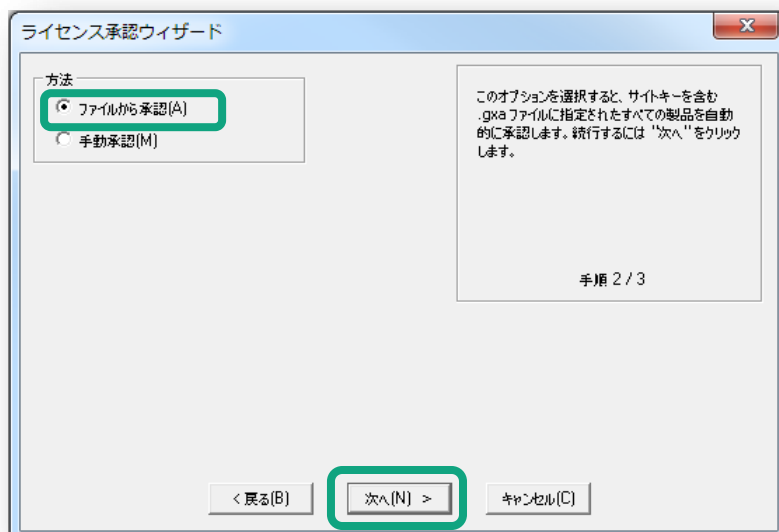 ライセンス承認ウィザード
方法
ファイルから承認(A)
手動承認(M)
このオプションを選択すると、サイトキーを含む
.gxaファイルに指定されたすべての製品を自動
的に承認します。続行するには "次へ" をクリック
します。
手順 2 / 3
< 戻る(B)
次へ(N) >
キャンセル(C)